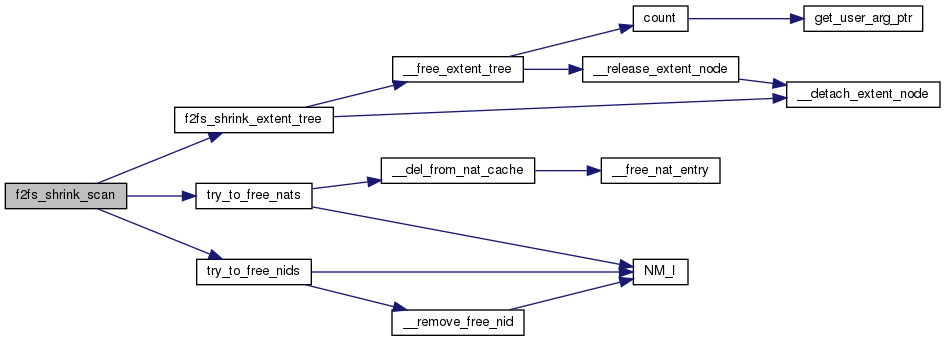 count
get_user_arg_ptr
__free_extent_tree
__release_extent_node
__detach_extent_node
f2fs_shrink_extent_tree
__del_from_nat_cache
__free_nat_entry
f2fs_shrink_scan
try_to_free_nats
try_to_free_nids
NM_I
__remove_free_nid